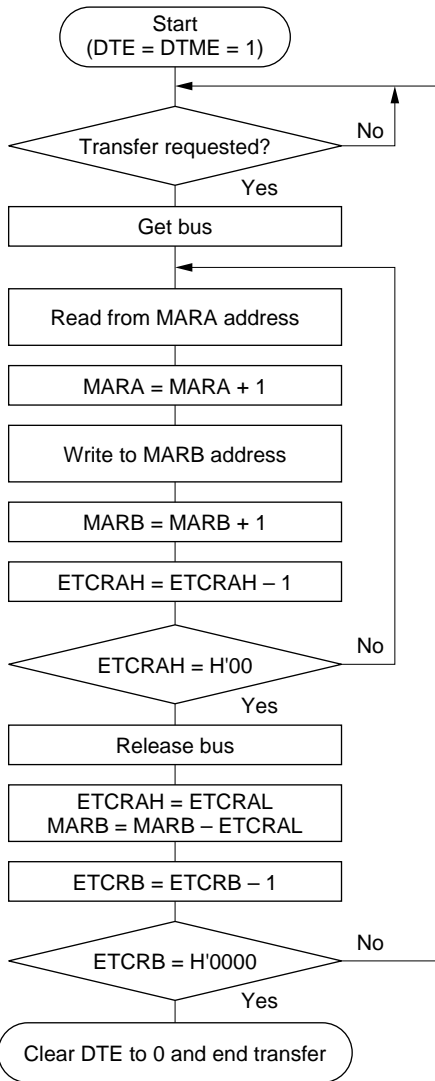 Start
(DTE = DTME = 1)
Transfer requested?
No
Yes
Get bus
Read from MARA address
MARA = MARA + 1
Write to MARB address
MARB = MARB + 1
ETCRAH = ETCRAH – 1
ETCRAH = H'00
No
Yes
Release bus
ETCRAH = ETCRAL
MARB = MARB – ETCRAL
ETCRB = ETCRB – 1
ETCRB = H'0000
No
Yes
Clear DTE to 0 and end transfer